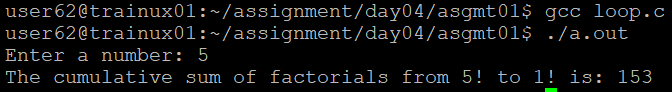 user62@trainux01:~/assignment/day04/asgmt01$ gcc loop.c
user62@trainux01:~/assignment/day04/asgmt01$ ./a.out
Enter a number: 5
The cumulative sum of factorials from 5! to 1! is: 153